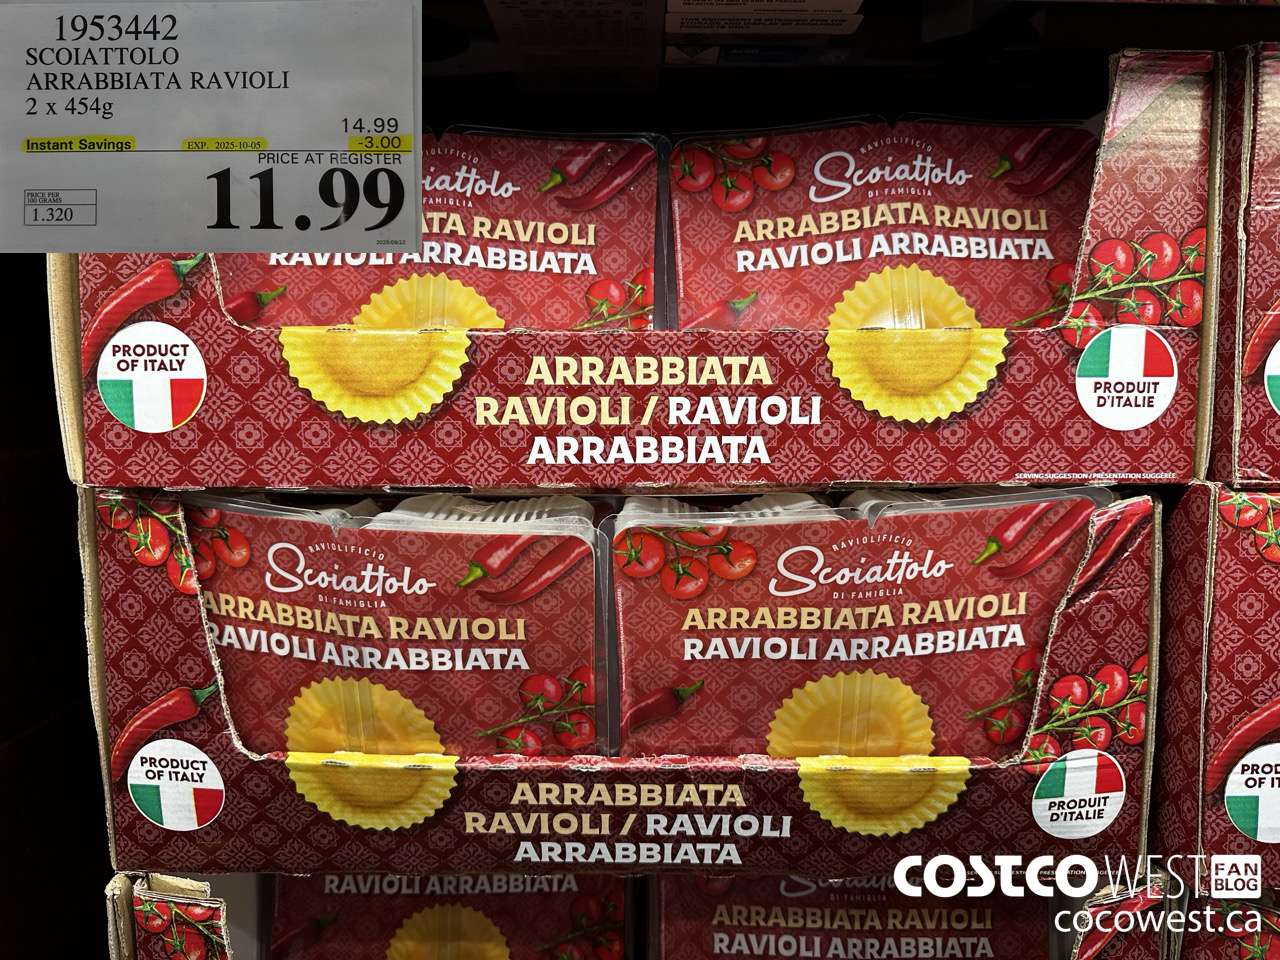 1953442
SCOIATTOLO
ARRABBIATA RAVIOLI
2 x 454g
14.99
Instant Savings EXP. 2025-10-05 -3.00
PRICE AT REGISTER
PRICE PER
100 GRAMS
1.320
11.99
RAVIOLIFICIO
Scoiattolo
DI FAMIGLIA
ARRABBIATA RAVIOLI
RAVIOLI ARRABBIATA
PRODUCT
OF ITALY
ARRABBIATA
RAVIOLI / RAVIOLI
ARRABBIATA
PRODUIT
D'ITALIE
SERVING SUGGESTION / PRÉSENTATION SUGGÉRÉE
RAVIOLIFICIO
Scoiattolo
DI FAMIGLIA
ARRABBIATA RAVIOLI
RAVIOLI ARRABBIATA
RAVIOLIFICIO
Scoiattolo
DI FAMIGLIA
ARRABBIATA RAVIOLI
RAVIOLI ARRABBIATA
PRODUCT
OF ITALY
ARRABBIATA
RAVIOLI / RAVIOLI
ARRABBIATA
PRODUIT
D'ITALIE
RAVIOLI ARRABBIATA
Scoiattolo
DI FAMIGLIA
ARRABBIATA RAVIOLI
RAVIOLI ARRABBIATA
COSTCO WEST FAN BLOG
cocowest.ca